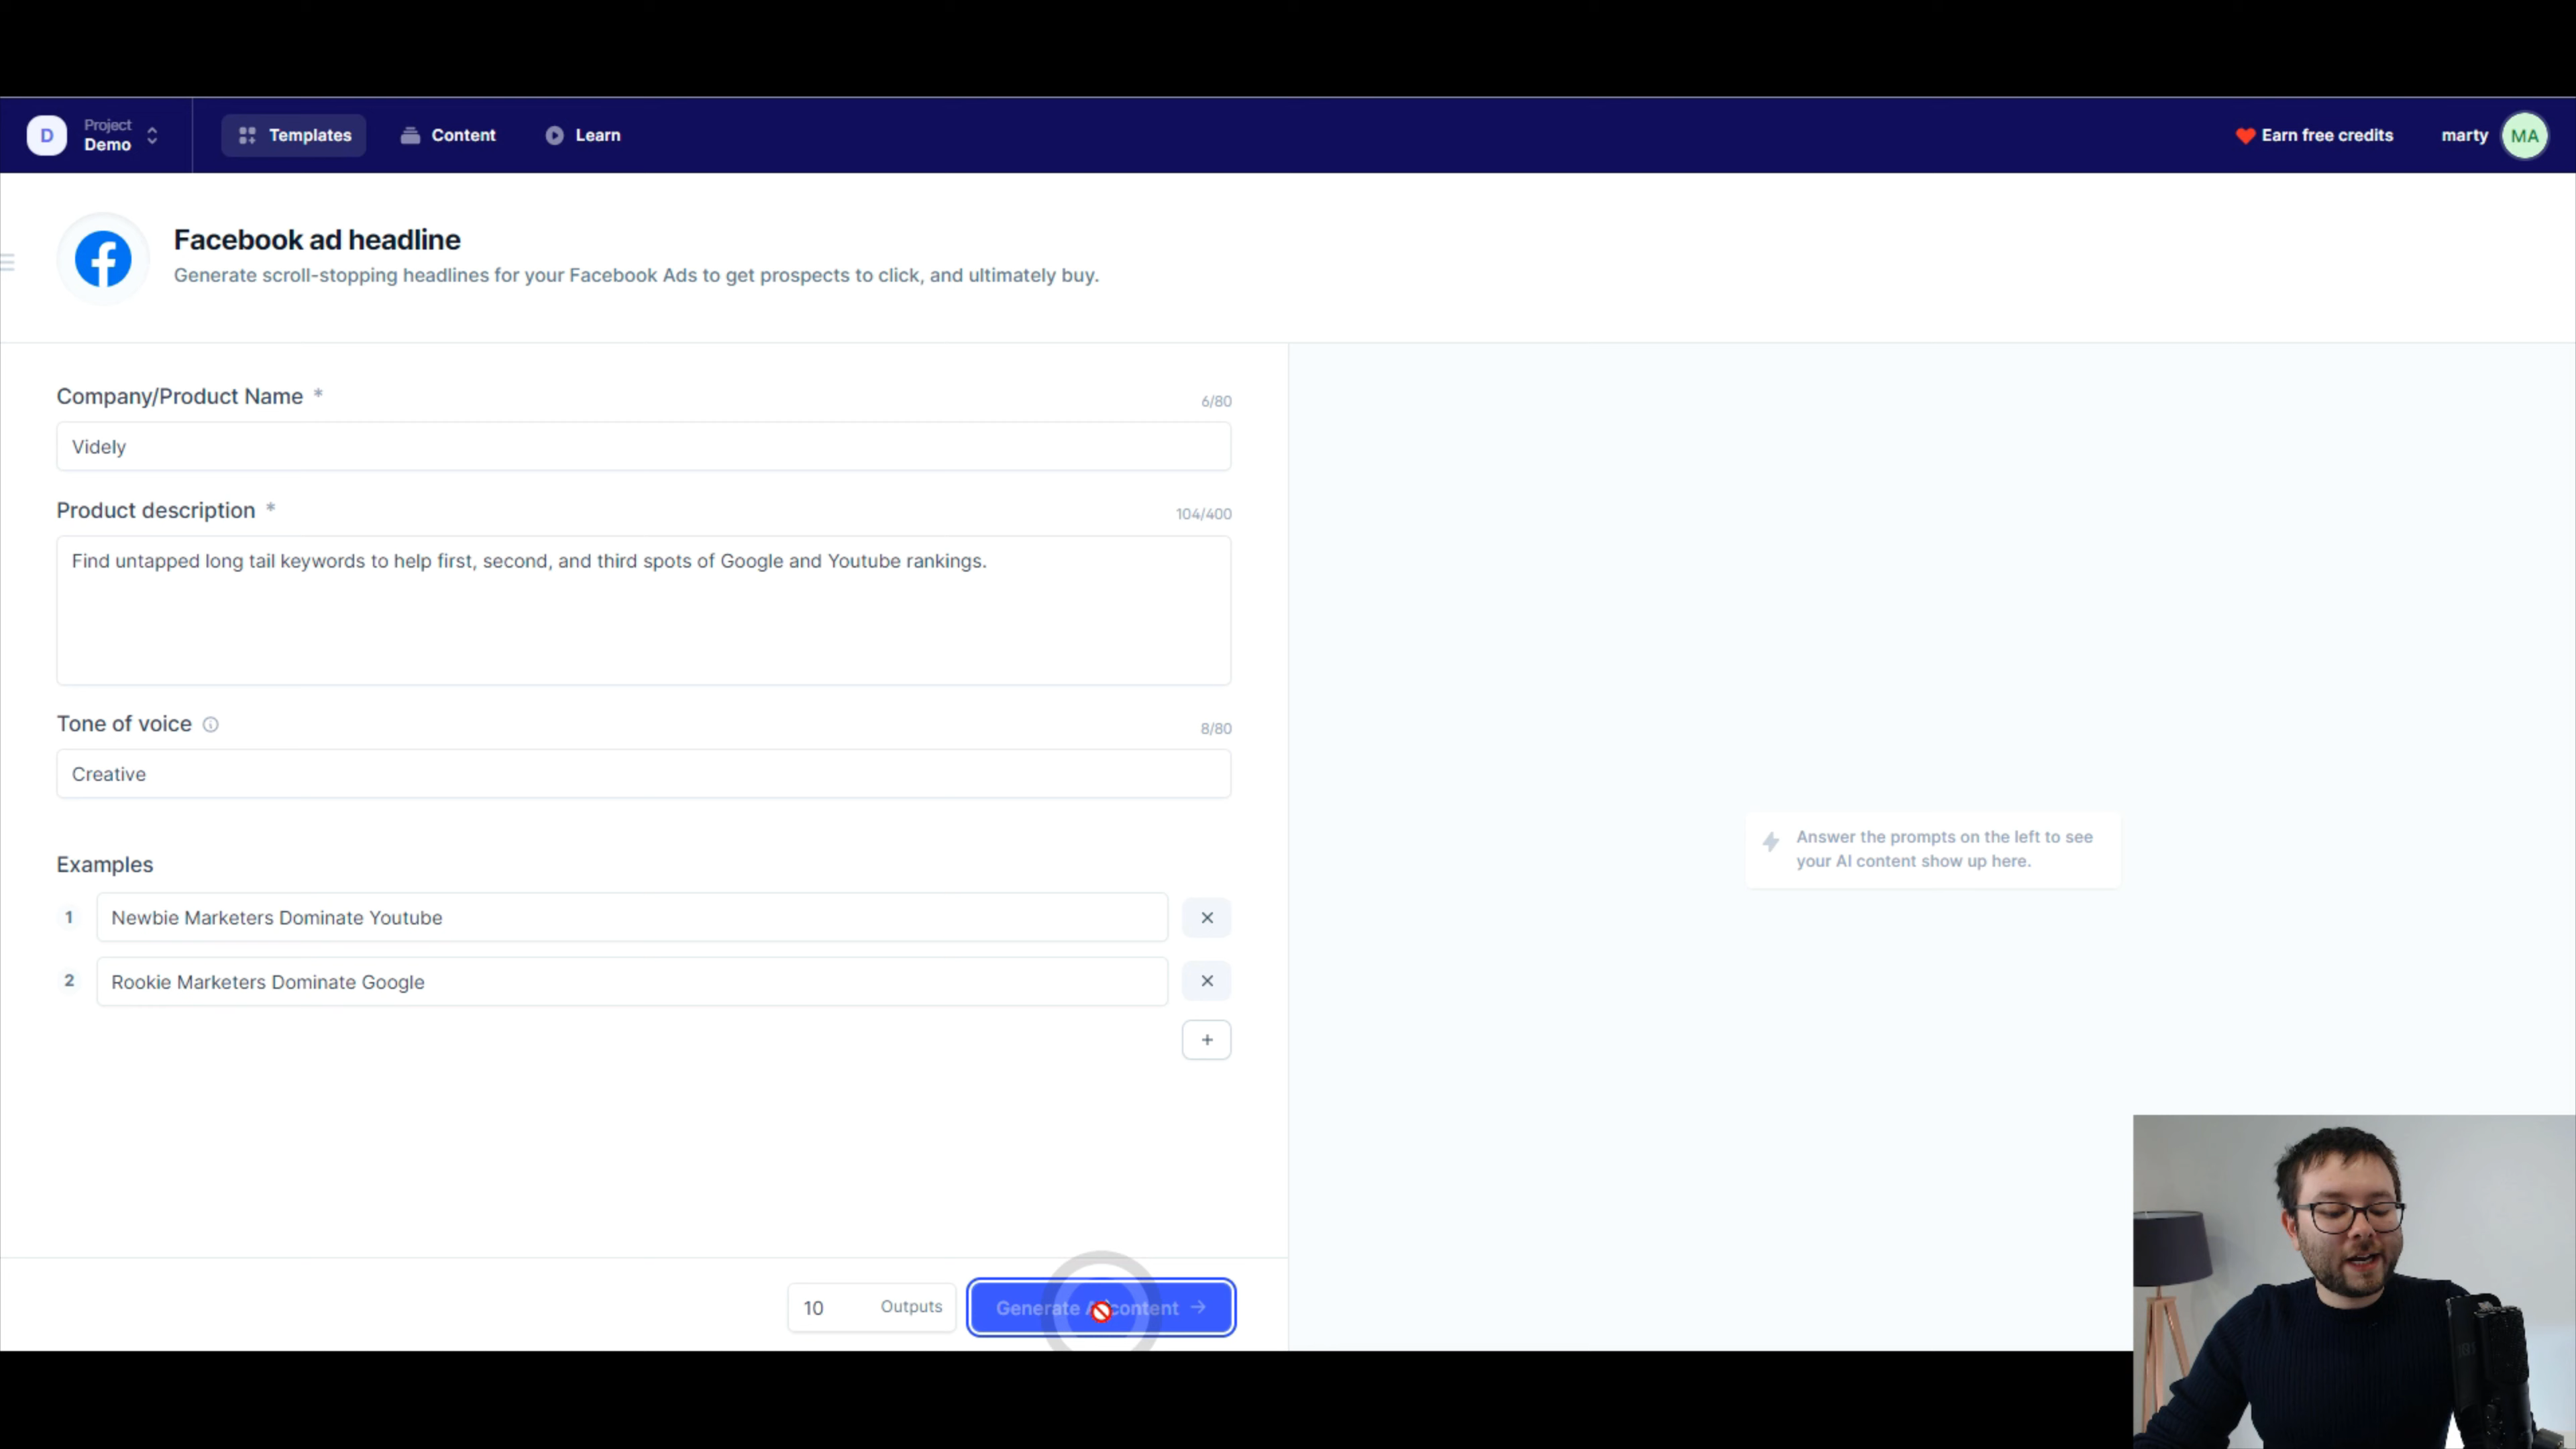 D
Project
Demo
Templates
Content
Learn
Earn free credits
marty
MA
Facebook ad headline
Generate scroll-stopping headlines for your Facebook Ads to get prospects to click, and ultimately buy.
Company/Product Name *
6/80
Videly
Product description *
104/400
Find untapped long tail keywords to help first, second, and third spots of Google and Youtube rankings.
Tone of voice
8/80
Creative
Examples
1
Newbie Marketers Dominate Youtube
2
Rookie Marketers Dominate Google
10
Outputs
Generate AI content
Answer the prompts on the left to see
your AI content show up here.